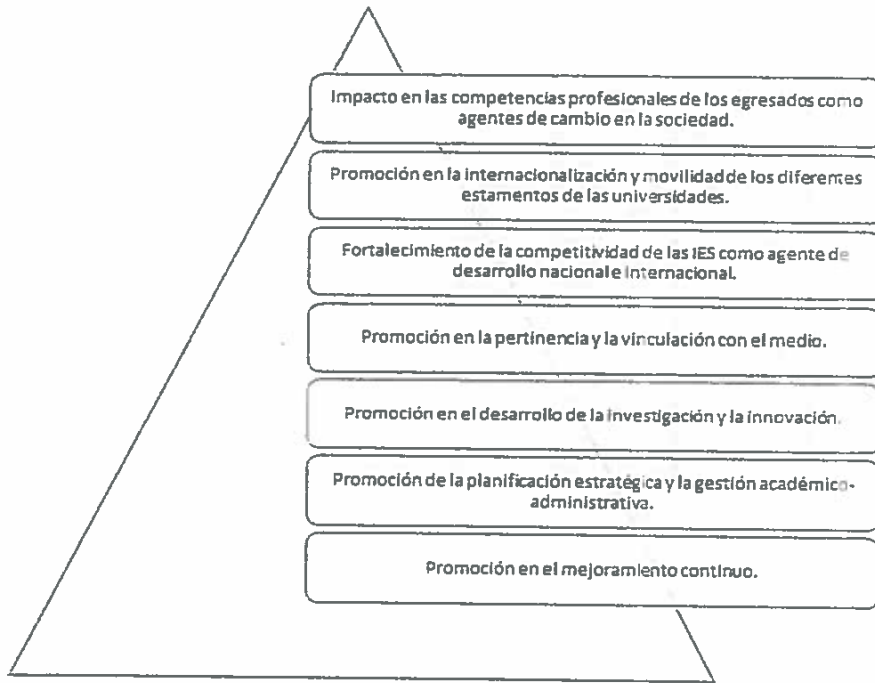 Impacto en las competencias profesionales de los egresados como
agentes de cambio en la sociedad.
Promoción en la internacionalización y movilidad de los diferentes
estamentos de las universidades.
Fortalecimiento de la competitividad de las IES como agente de
desarrollo nacional e internacional.
Promoción en la pertinencia y la vinculación con el medio.
Promoción en el desarrollo de la investigación y la innovación.
Promoción de la planificación estratégica y la gestión académico-
administrativa.
Promoción en el mejoramiento continuo.